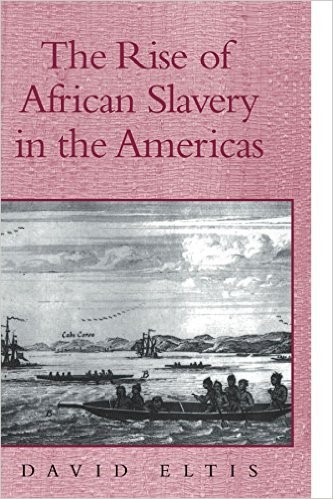 The Rise of
African Slavery
in the Americas
Cabo Corso
B
B
DAVID ELTIS